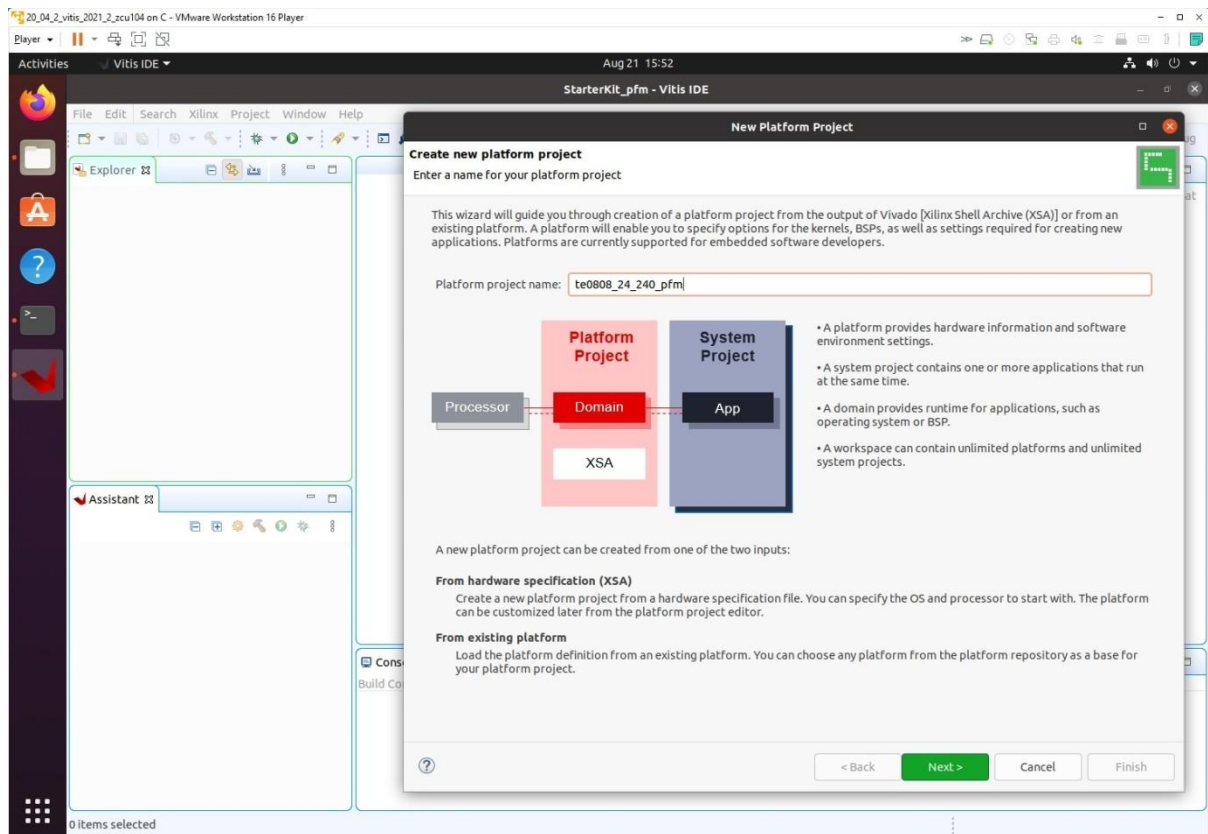 20_04_2_vitis_2021_2_zcu104 on C - VMware Workstation 16 Player
Player
Activities
Vitis IDE
Aug 21 15:52
StarterKit_pfm - Vitis IDE
File Edit Search Xilinx Project Window Help
New Platform Project
Create new platform project
Enter a name for your platform project
Explorer
This wizard will guide you through creation of a platform project from the output of Vivado [Xilinx Shell Archive (XSA)] or from an
existing platform. A platform will enable you to specify options for the kernels, BSPs, as well as settings required for creating new
applications. Platforms are currently supported for embedded software developers.
Platform project name: te0808_24_240_pfm
Platform
Project
System
Project
Processor
Domain
App
XSA
• A platform provides hardware information and software
environment settings.
• A system project contains one or more applications that run
at the same time.
• A domain provides runtime for applications, such as
operating system or BSP.
• A workspace can contain unlimited platforms and unlimited
system projects.
Assistant
A new platform project can be created from one of the two inputs:
From hardware specification (XSA)
Create a new platform project from a hardware specification file. You can specify the OS and processor to start with. The platform
can be customized later from the platform project editor.
From existing platform
Load the platform definition from an existing platform. You can choose any platform from the platform repository as a base for
your platform project.
Cons
Build Co
< Back
Next >
Cancel
Finish
0 items selected